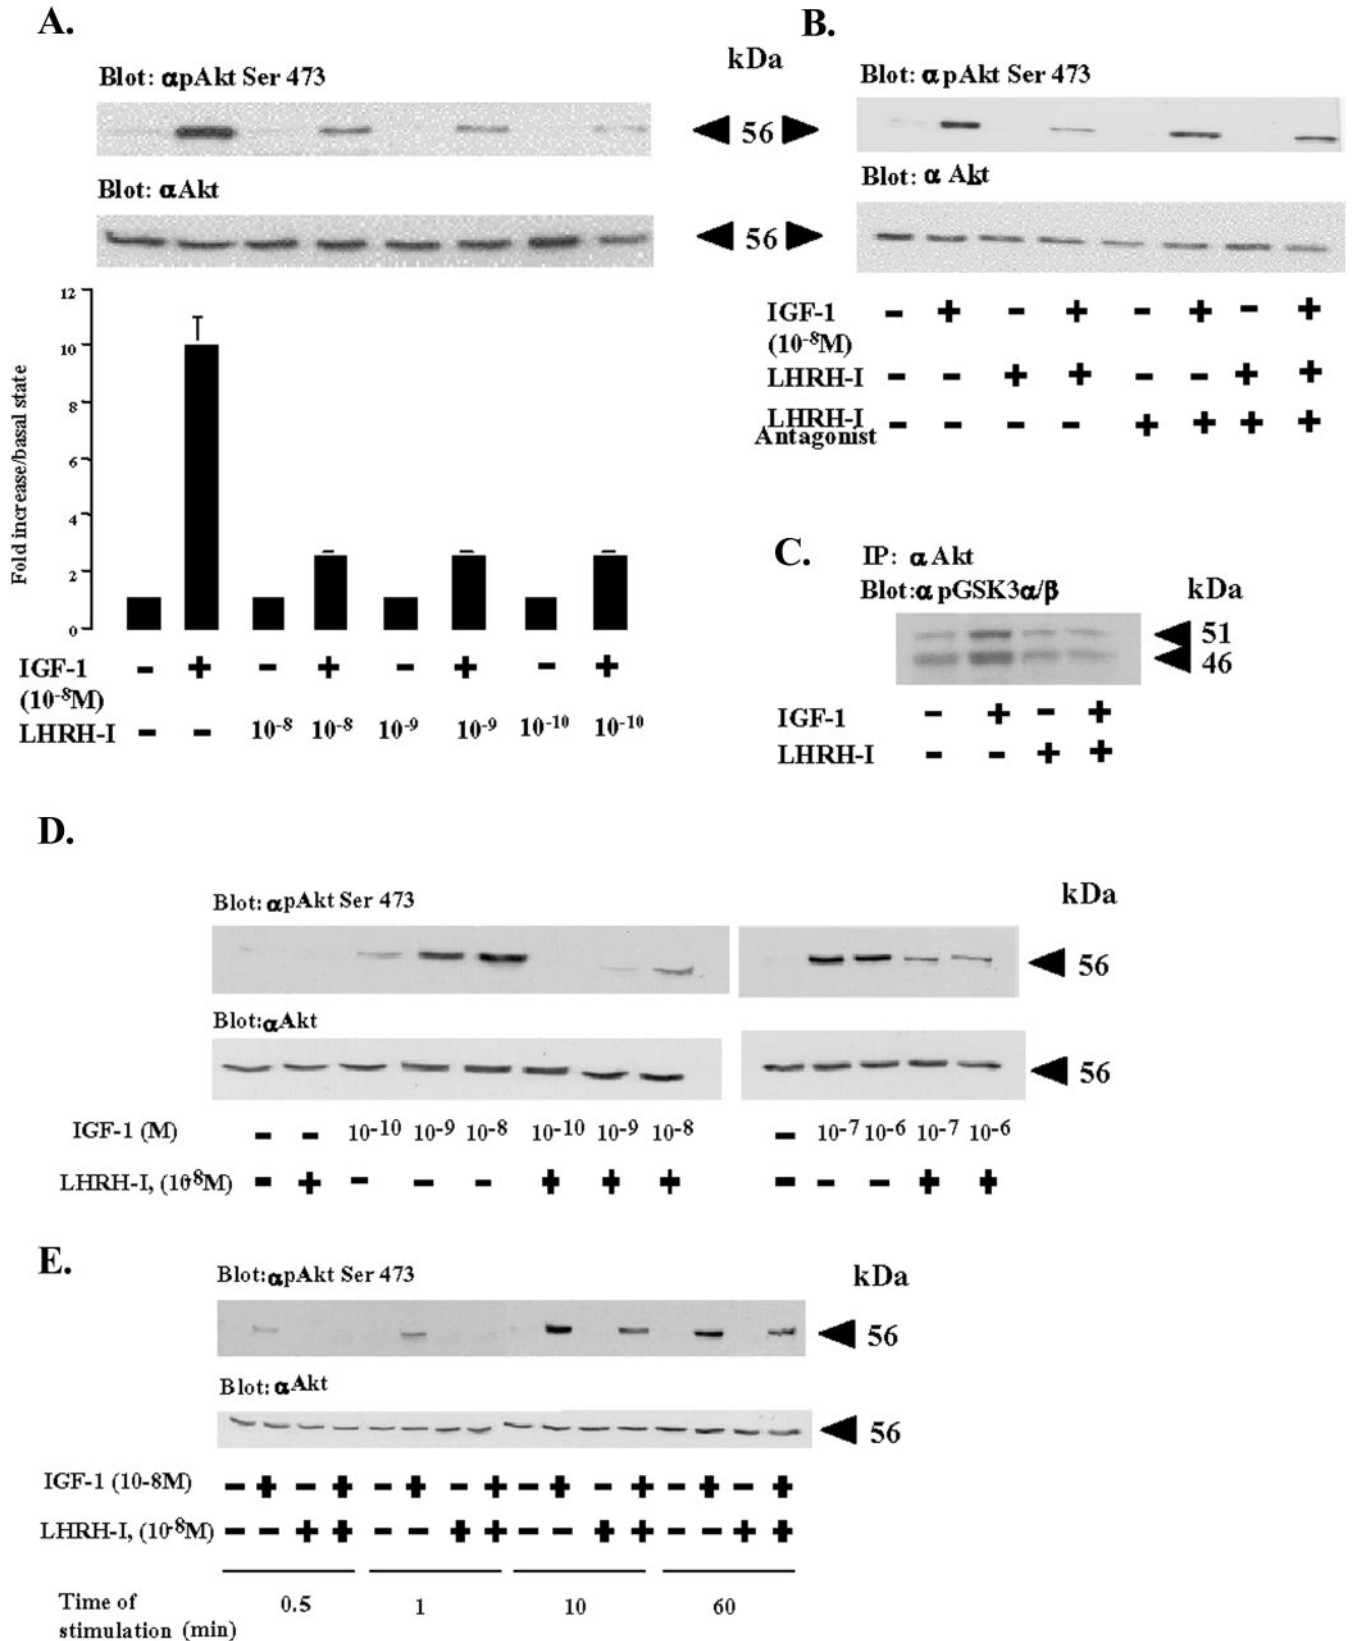 A.
Blot: αpAkt Ser 473
kDa
56
Blot: αAkt
56
12
10
8
6
4
2
0
Fold increase/basal state
IGF-1 - + - + - + - +
(10-8M)
LHRH-I - - 10-8 10-8 10-9 10-9 10-10 10-10
B.
Blot: α pAkt Ser 473
Blot: α Akt
IGF-1 - + - + - + - +
(10-8M)
LHRH-I - - + + - - + +
LHRH-I
Antagonist - - - - + + + +
C.
IP: α Akt
Blot:α pGSK3α/β
kDa
51
46
IGF-1 - + - +
LHRH-I - - + +
D.
Blot: αpAkt Ser 473
kDa
56
Blot:αAkt
56
IGF-1 (M) - - 10-10 10-9 10-8 10-10 10-9 10-8 - 10-7 10-6 10-7 10-6
LHRH-I, (10-8M) - + - - - + + + - - - + +
E.
Blot:αpAkt Ser 473
kDa
56
Blot: αAkt
56
IGF-1 (10-8M) - + - + - + - + - + - + - + - +
LHRH-I, (10-8M) - - + + - - + + - - + + - - + +
Time of
stimulation (min)
0.5 1 10 60